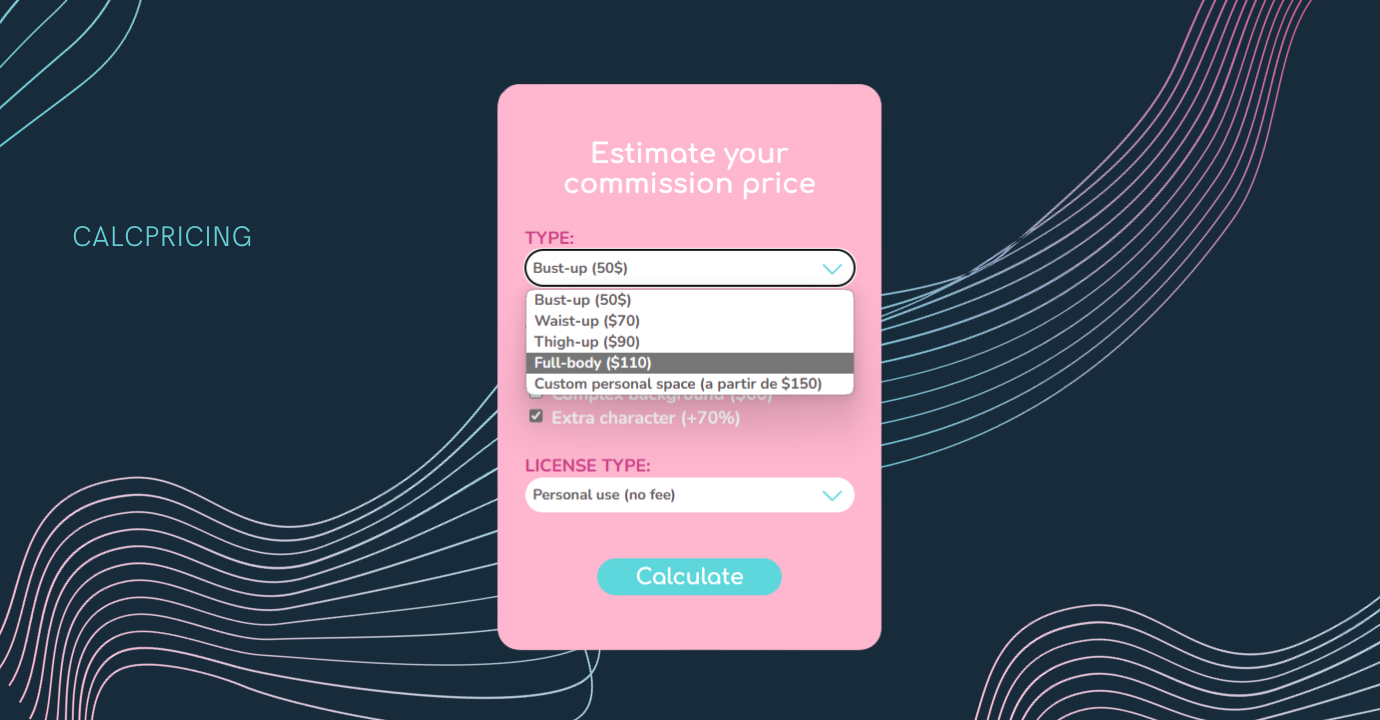 Estimate your
commission price
CALCPRICING
TYPE:
Bust-up (50$)
Bust-up (50$)
Waist-up ($70)
Thigh-up ($90)
Full-body ($110)
Custom personal space (a partir de $150)
Complex background ($60)
Extra character (+70%)
LICENSE TYPE:
Personal use (no fee)
Calculate